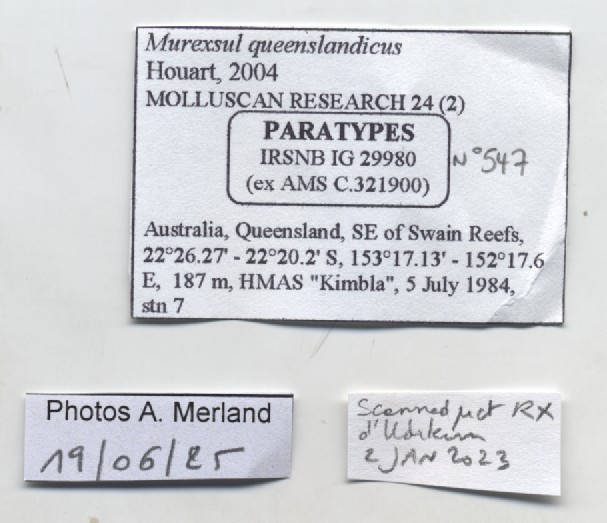 Murexsul queenslandicus
Houart, 2004
MOLLUSCAN RESEARCH 24 (2)
PARATYPES
IRSNB IG 29980 N°547
(ex AMS C.321900)
Australia, Queensland, SE of Swain Reefs,
22°26.27' - 22°20.2' S, 153°17.13' - 152°17.6
E, 187 m, HMAS "Kimbla", 5 July 1984,
stn 7
Photos A. Merland
19/06/25
Scanned RX
2 JAN 2023